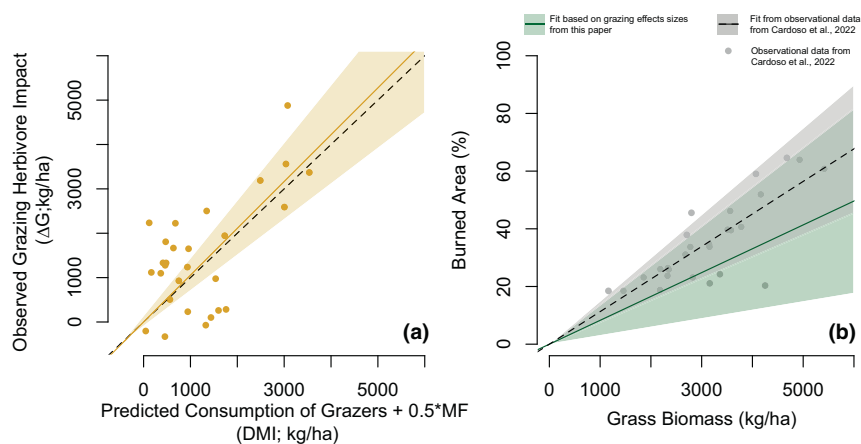 Observed Grazing Herbivore Impact
(ΔG;kg/ha)
5000
3000
1000
0
(a)
0
1000
3000
5000
Predicted Consumption of Grazers + 0.5*MF
(DMI; kg/ha)
Fit based on grazing effects sizes
from this paper
Fit from observational data
from Cardoso et al., 2022
Observational data from
Cardoso et al., 2022
Burned Area (%)
100
80
60
40
20
0
(b)
0
1000
3000
5000
Grass Biomass (kg/ha)